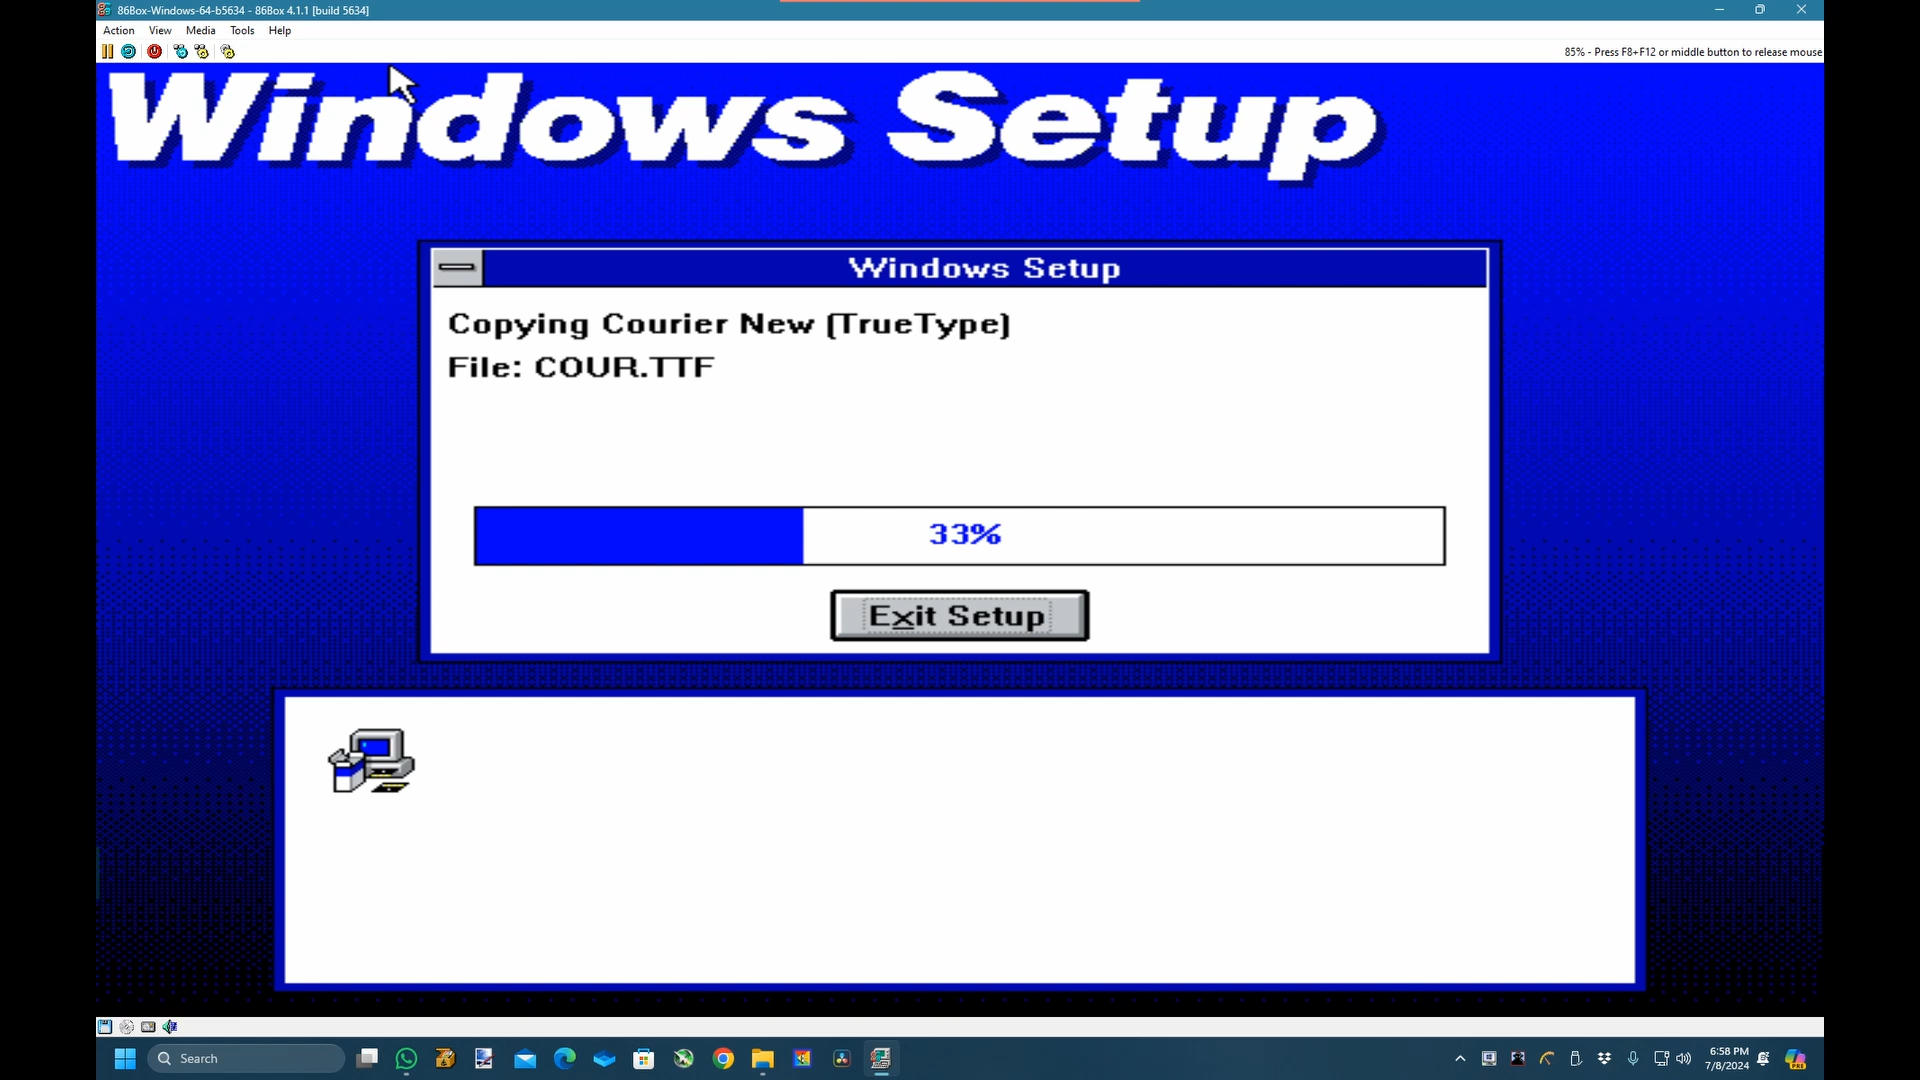 86Box-Windows-64-b5634 - 86Box 4.1.1 [build 5634]
Action View Media Tools Help
85% - Press F8+F12 or middle button to release mouse
Windows Setup
Windows Setup
Copying Courier New (TrueType)
File: COUR.TTF
33%
Exit Setup
Search
6:58 PM
7/8/2024
PRE